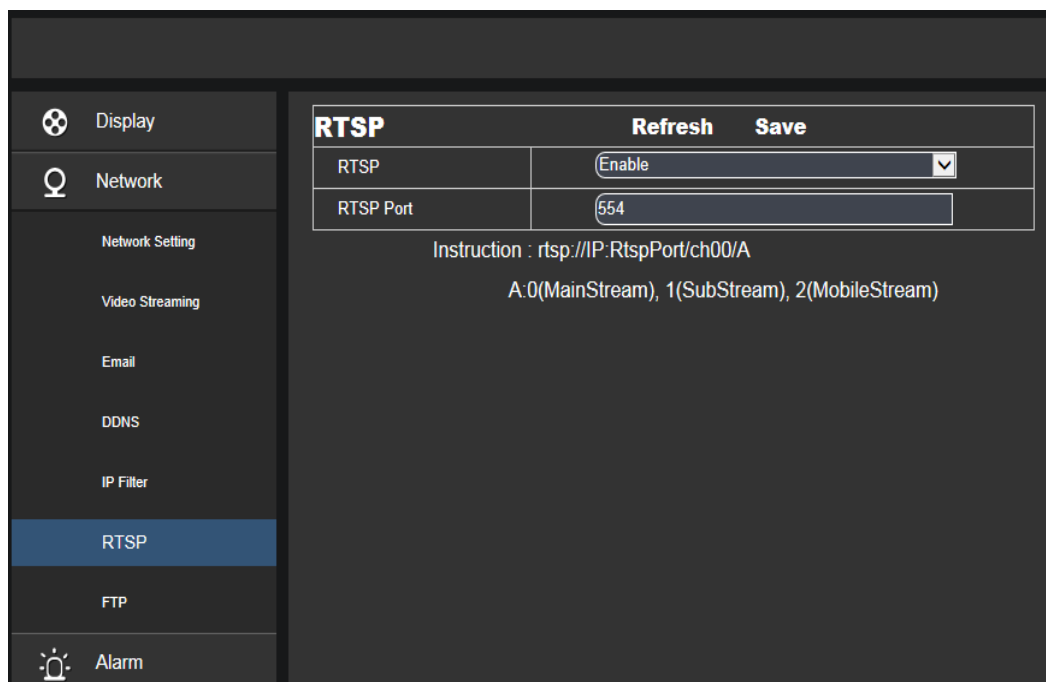 Display
Network
Network Setting
Video Streaming
Email
DDNS
IP Filter
RTSP
FTP
Alarm
RTSP Refresh Save
RTSP Enable
RTSP Port 554
Instruction : rtsp://IP:RtspPort/ch00/A
A:0(MainStream), 1(SubStream), 2(MobileStream)